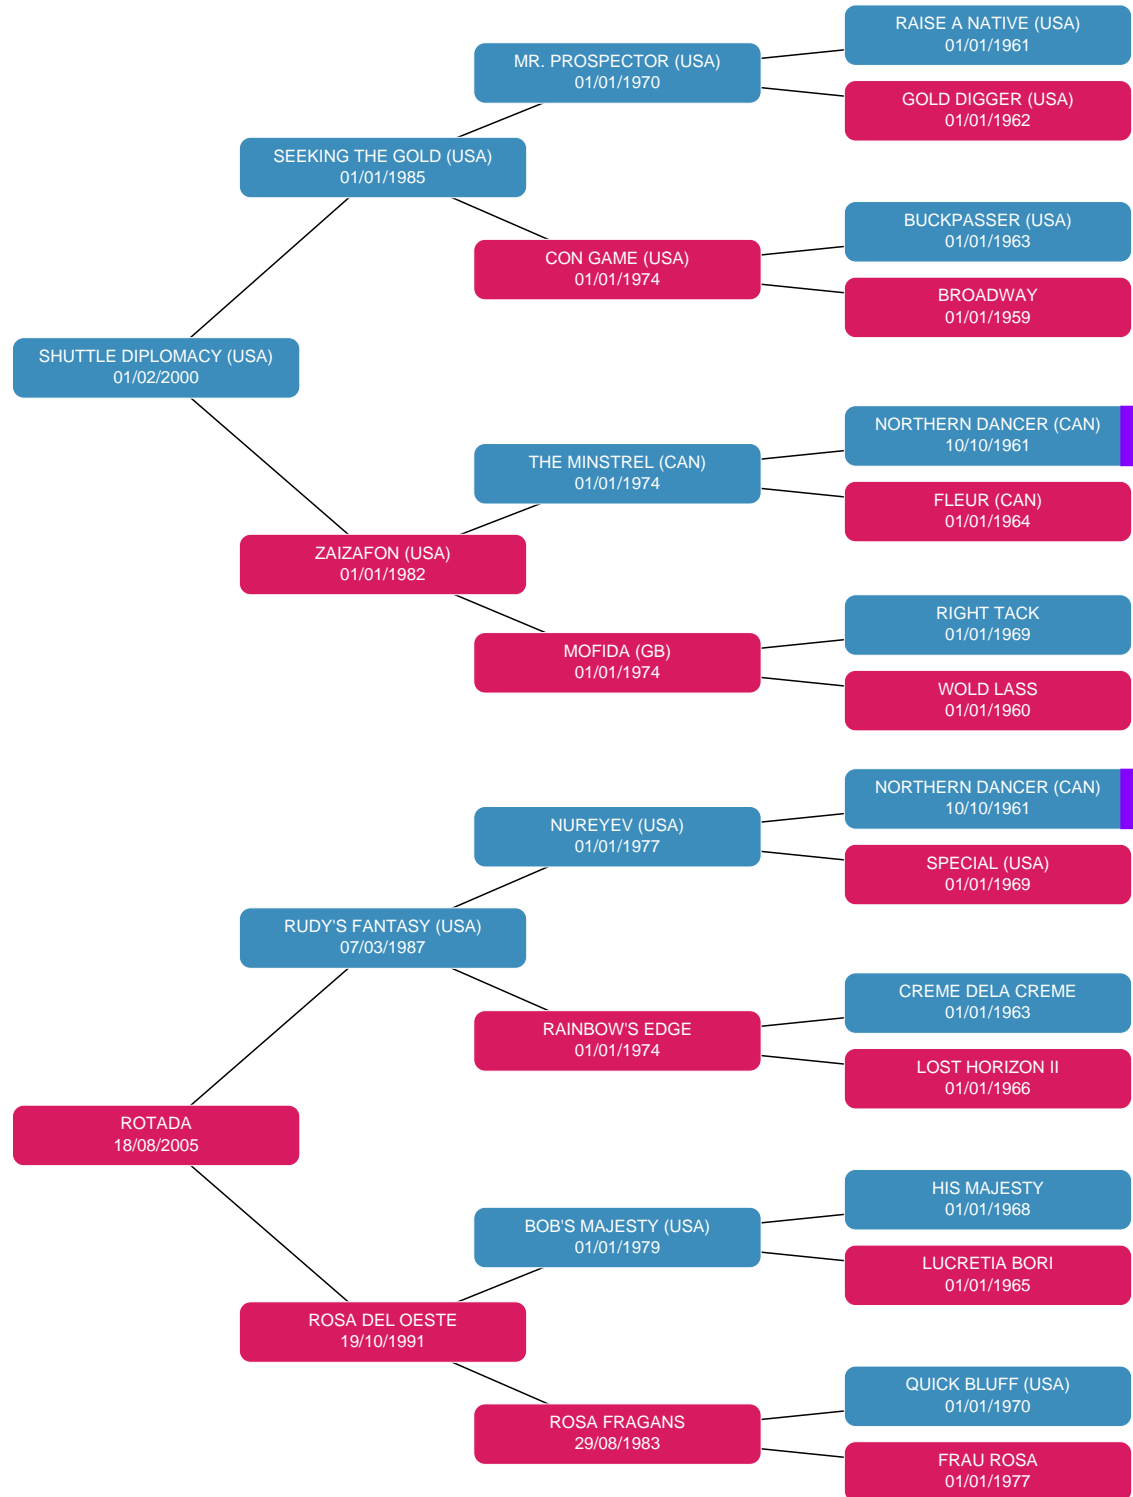 RAISE A NATIVE (USA)
01/01/1961
MR. PROSPECTOR (USA)
01/01/1970
GOLD DIGGER (USA)
01/01/1962
SEEKING THE GOLD (USA)
01/01/1985
BUCKPASSER (USA)
01/01/1963
CON GAME (USA)
01/01/1974
BROADWAY
01/01/1959
SHUTTLE DIPLOMACY (USA)
01/02/2000
NORTHERN DANCER (CAN)
10/10/1961
THE MINSTREL (CAN)
01/01/1974
FLEUR (CAN)
01/01/1964
ZAIZAFON (USA)
01/01/1982
RIGHT TACK
01/01/1969
MOFIDA (GB)
01/01/1974
WOLD LASS
01/01/1960
NORTHERN DANCER (CAN)
10/10/1961
NUREYEV (USA)
01/01/1977
SPECIAL (USA)
01/01/1969
RUDY'S FANTASY (USA)
07/03/1987
CREME DELA CREME
01/01/1963
RAINBOW'S EDGE
01/01/1974
LOST HORIZON II
01/01/1966
ROTADA
18/08/2005
HIS MAJESTY
01/01/1968
BOB'S MAJESTY (USA)
01/01/1979
LUCRETIA BORI
01/01/1965
ROSA DEL OESTE
19/10/1991
QUICK BLUFF (USA)
01/01/1970
ROSA FRAGANS
29/08/1983
FRAU ROSA
01/01/1977